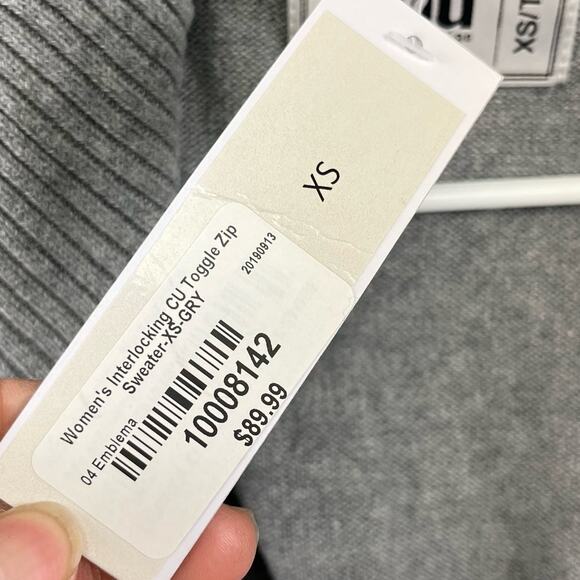 XS/T
XS
Women's Interlocking CU Toggle Zip
Sweater-XS-GRY
20190913
04 Emblema
10008142
$89.99